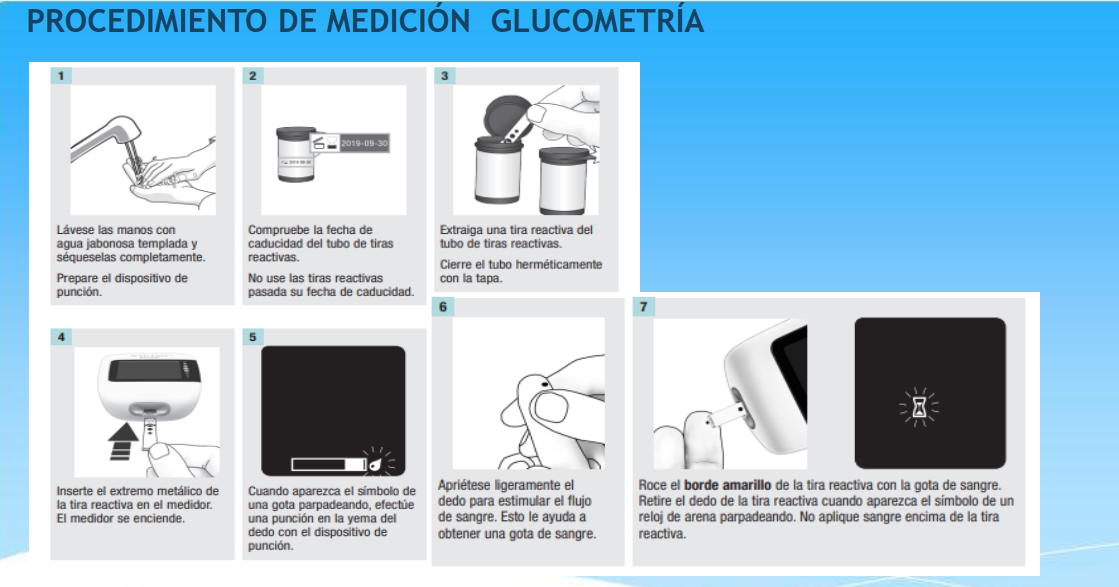 PROCEDIMIENTO DE MEDICIÓN GLUCOMETRÍA
1
Lávese las manos con
agua jabonosa templada y
séqueselas completamente.
Prepare el dispositivo de
punción.
2
2019-09-30
2019-09-30
Compruebe la fecha de
caducidad del tubo de tiras
reactivas.
No use las tiras reactivas
pasada su fecha de caducidad.
3
Extraiga una tira reactiva del
tubo de tiras reactivas.
Cierre el tubo herméticamente
con la tapa.
4
Inserte el extremo metálico de
la tira reactiva en el medidor.
El medidor se enciende.
5
Cuando aparezca el símbolo de
una gota parpadeando, efectúe
una punción en la yema del
dedo con el dispositivo de
punción.
6
Apriétese ligeramente el
dedo para estimular el flujo
de sangre. Esto le ayuda a
obtener una gota de sangre.
7
Roce el borde amarillo de la tira reactiva con la gota de sangre.
Retire el dedo de la tira reactiva cuando aparezca el símbolo de un
reloj de arena parpadeando. No aplique sangre encima de la tira
reactiva.